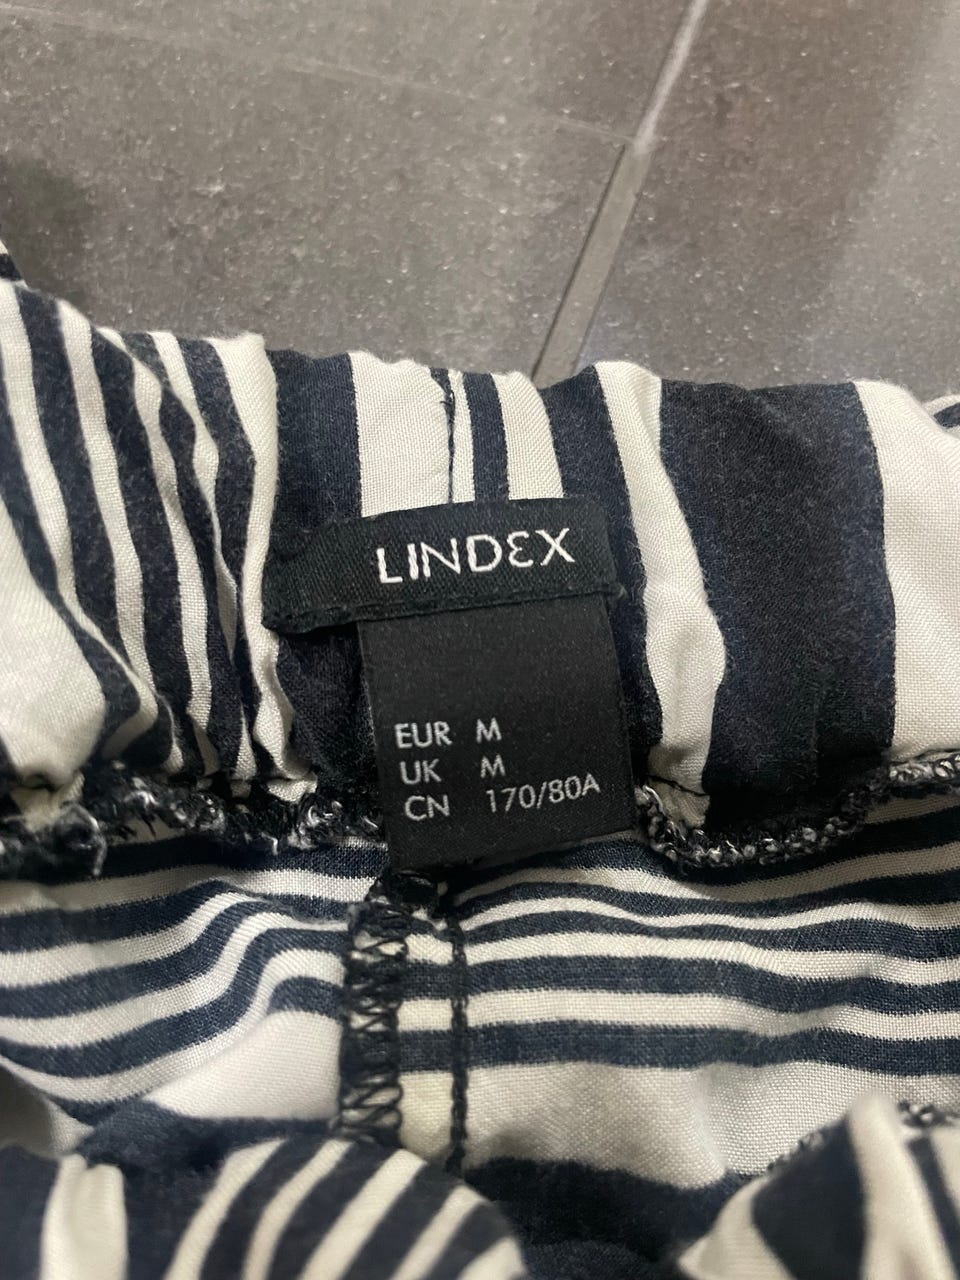 LINDEX
EUR M
UK M
CN 170/80A